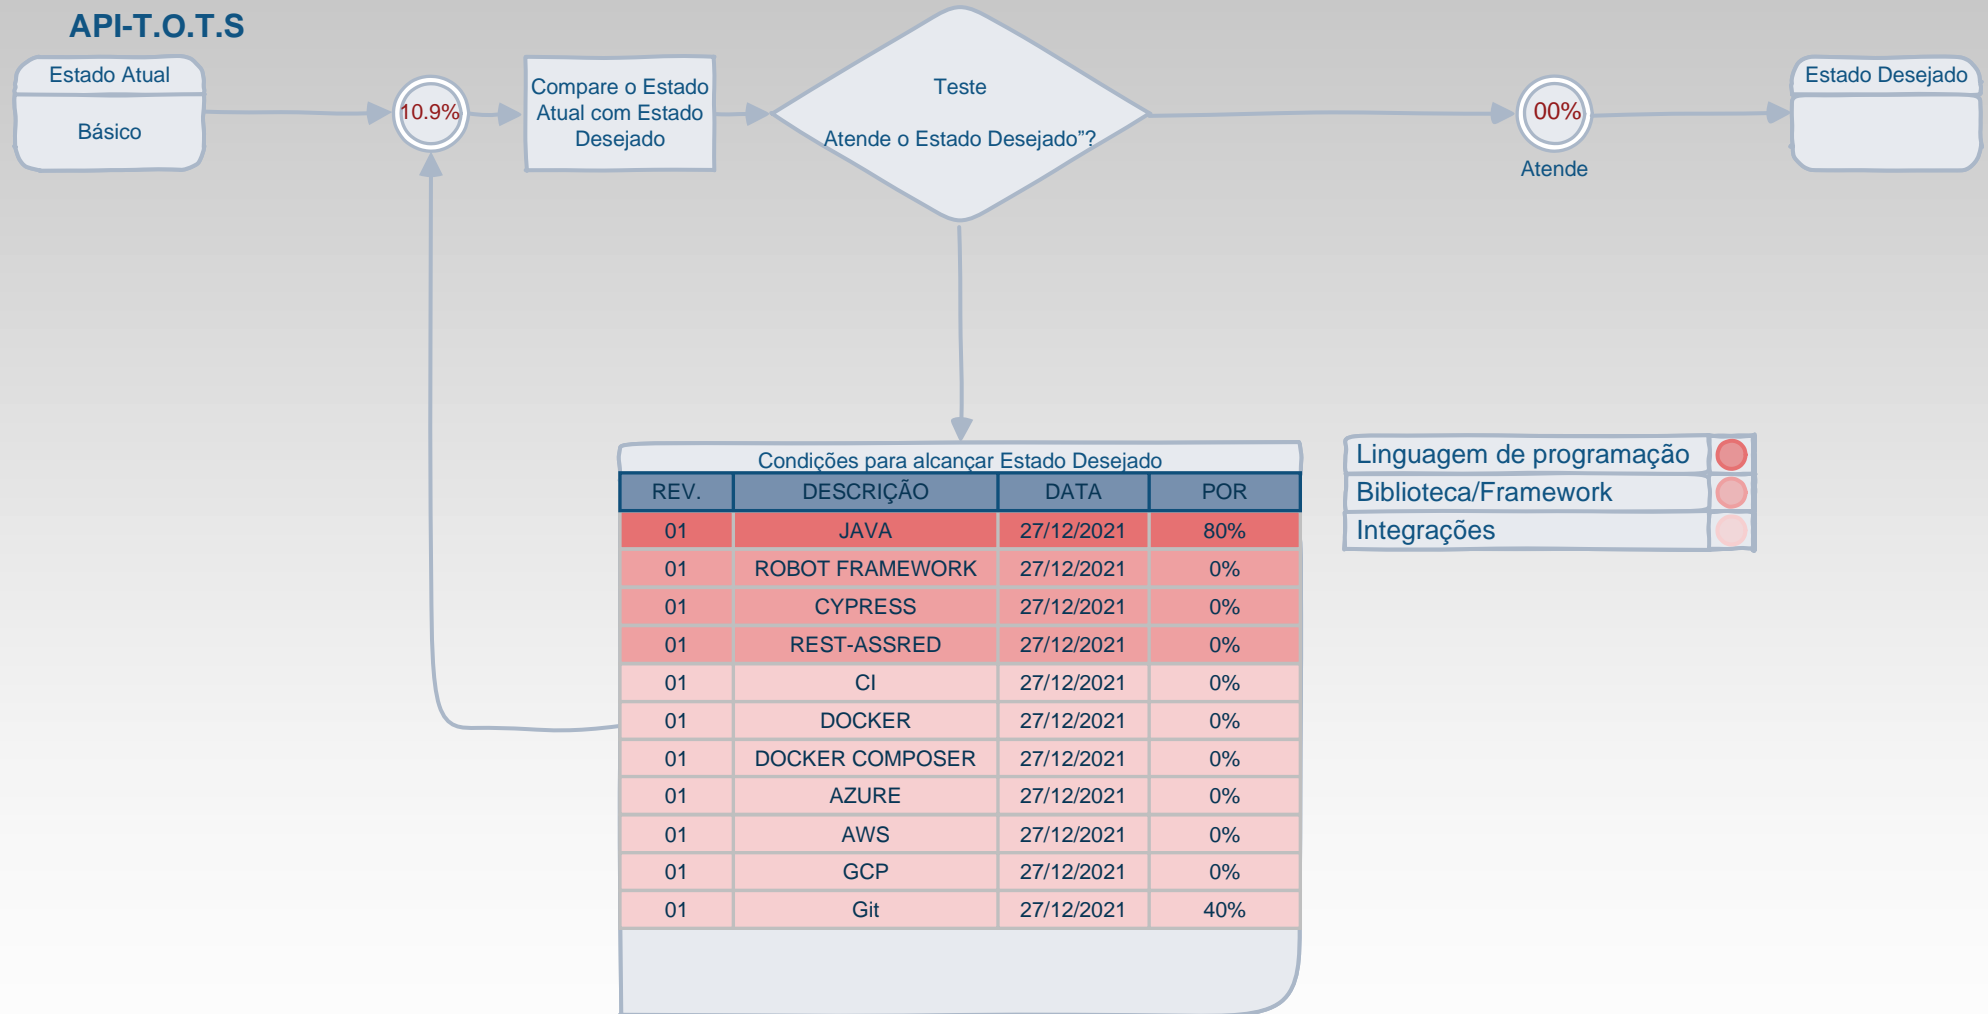 API-T.O.T.S
Estado Atual
Básico
10.9%
Compare o Estado
Atual com Estado
Desejado
Teste
Atende o Estado Desejado”?
00%
Atende
Estado Desejado
Condições para alcançar Estado Desejado
REV. DESCRIÇÃO DATA POR
01 JAVA 27/12/2021 80%
01 ROBOT FRAMEWORK 27/12/2021 0%
01 CYPRESS 27/12/2021 0%
01 REST-ASSRED 27/12/2021 0%
01 CI 27/12/2021 0%
01 DOCKER 27/12/2021 0%
01 DOCKER COMPOSER 27/12/2021 0%
01 AZURE 27/12/2021 0%
01 AWS 27/12/2021 0%
01 GCP 27/12/2021 0%
01 Git 27/12/2021 40%
Linguagem de programação
Biblioteca/Framework
Integrações